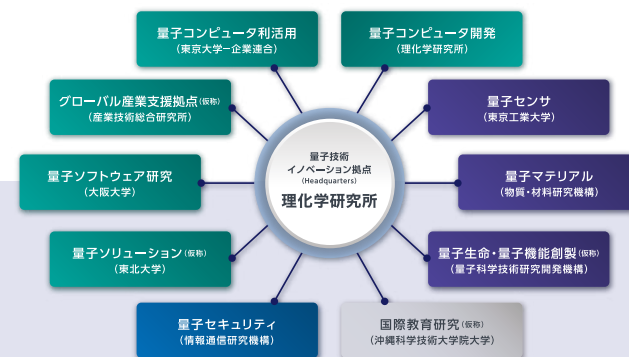 量子コンピュータ利活用
(東京大学ー企業連合)
量子コンピュータ開発
(理化学研究所)
グローバル産業支援拠点(仮称)
(産業技術総合研究所)
量子センサ
(東京工業大学)
量子技術
イノベーション拠点
(Headquarters)
理化学研究所
量子ソフトウェア研究
(大阪大学)
量子マテリアル
(物質・材料研究機構)
量子ソリューション(仮称)
(東北大学)
量子生命・量子機能創製(仮称)
(量子科学技術研究開発機構)
量子セキュリティ
(情報通信研究機構)
国際教育研究(仮称)
(沖縄科学技術大学院大学)